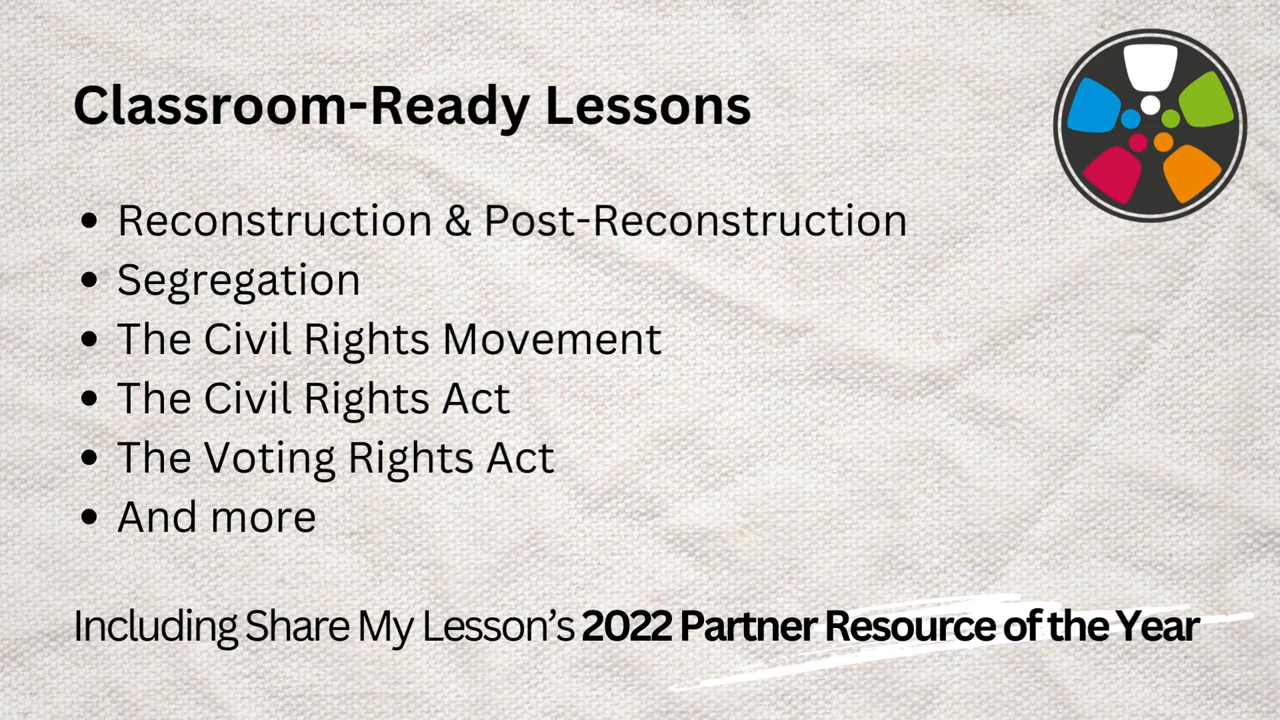 Classroom-Ready Lessons
• Reconstruction & Post-Reconstruction
• Segregation
• The Civil Rights Movement
• The Civil Rights Act
• The Voting Rights Act
• And more
Including Share My Lesson’s 2022 Partner Resource of the Year